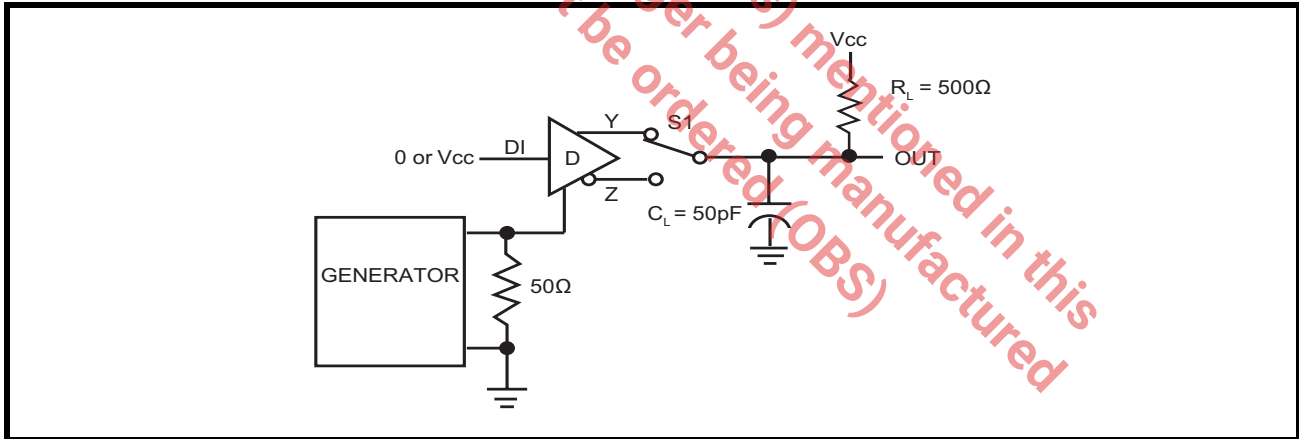 Vcc
R_L = 500Ω
Y
S1
0 or Vcc
DI
D
OUT
Z
C_L = 50pF
GENERATOR
50Ω
s) mentioned in this
ger being manufactured
t be ordered (OBS)